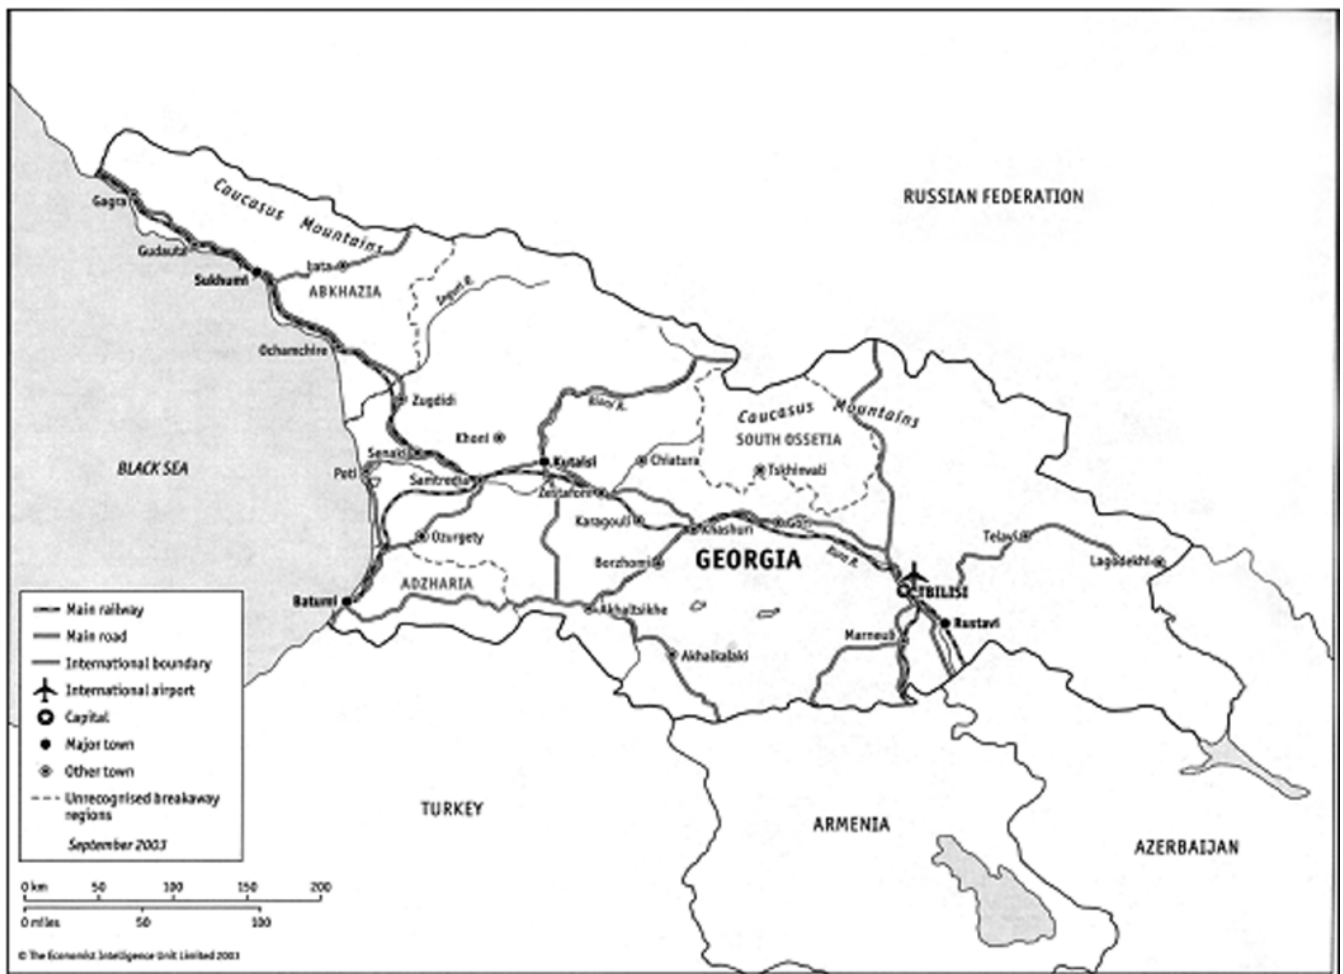 RUSSIAN FEDERATION
Caucasus Mountains
Gagra
Gudauta
Sukhumi
Lata
ABKHAZIA
Inguri R.
Ochamchire
Zugdidi
Khoni
Rioni R.
Caucasus Mountains
SOUTH OSSETIA
Tskhinvali
BLACK SEA
Senaki
Poti
Samtredia
Kutaisi
Chiatura
Zestafoni
Karagouli
Khashuri
Gori
Ozurgety
Borzhomi
GEORGIA
Kura R.
Telavi
Lagodekhi
ADZHARIA
Batumi
Akhaltsikhe
TBILISI
Rustavi
Marneuli
Akhalkalaki
TURKEY
ARMENIA
AZERBAIJAN
Main railway
Main road
International boundary
International airport
Capital
Major town
Other town
Unrecognised breakaway
regions
September 2003
0 km 50 100 150 200
0 miles 50 100
© The Economist Intelligence Unit Limited 2003